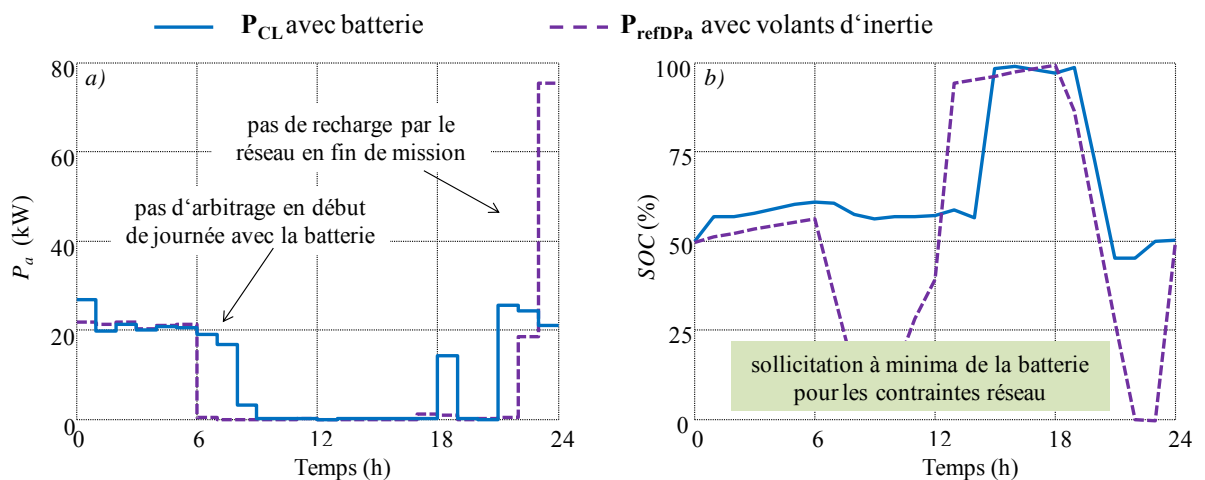 P_CL avec batterie
P_refDPa avec volants d‘inertie
a)
80
60
40
20
0
P_a (kW)
pas de recharge par le
réseau en fin de mission
pas d‘arbitrage en début
de journée avec la batterie
0 6 12 18 24
Temps (h)
b)
100
75
50
25
0
SOC (%)
sollicitation à minima de la batterie
pour les contraintes réseau
0 6 12 18 24
Temps (h)